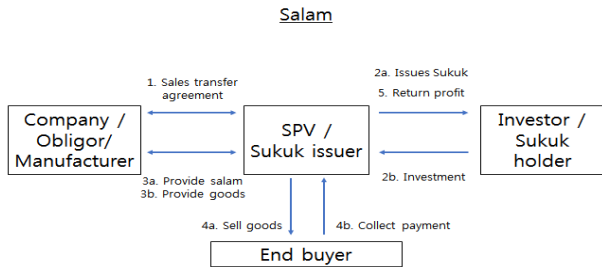 Salam
1. Sales transfer
agreement
2a. Issues Sukuk
5. Return profit
Company /
Obligor/
Manufacturer
SPV /
Sukuk issuer
Investor /
Sukuk
holder
3a. Provide salam
3b. Provide goods
2b. Investment
4a. Sell goods
4b. Collect payment
End buyer